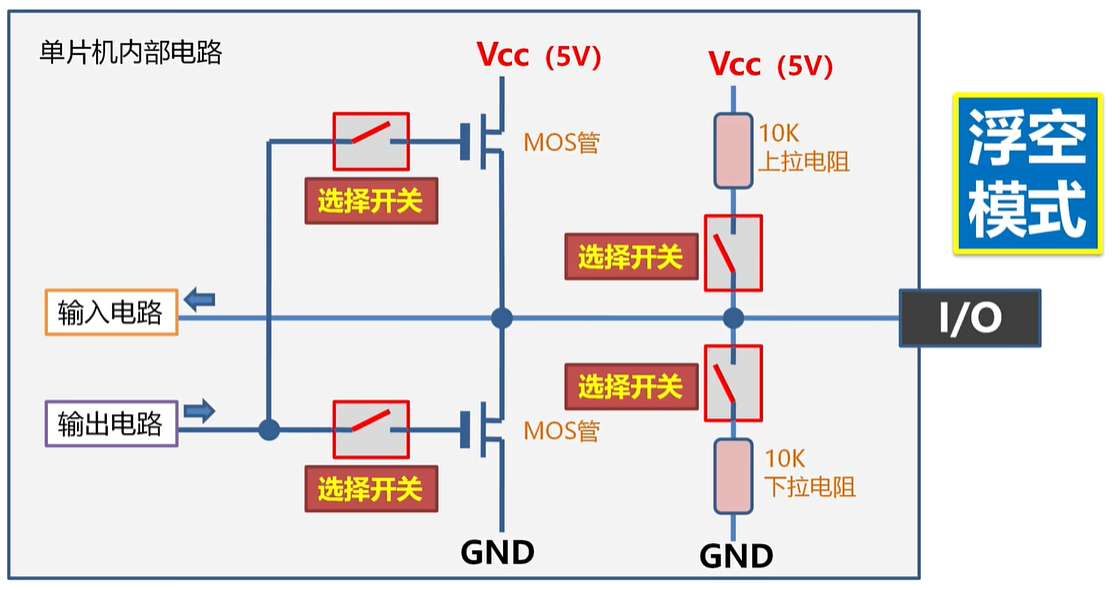 单片机内部电路
Vcc（5V）
Vcc（5V）
浮空
模式
MOS管
10K
上拉电阻
选择开关
选择开关
输入电路
I/O
选择开关
输出电路
MOS管
10K
下拉电阻
选择开关
GND
GND